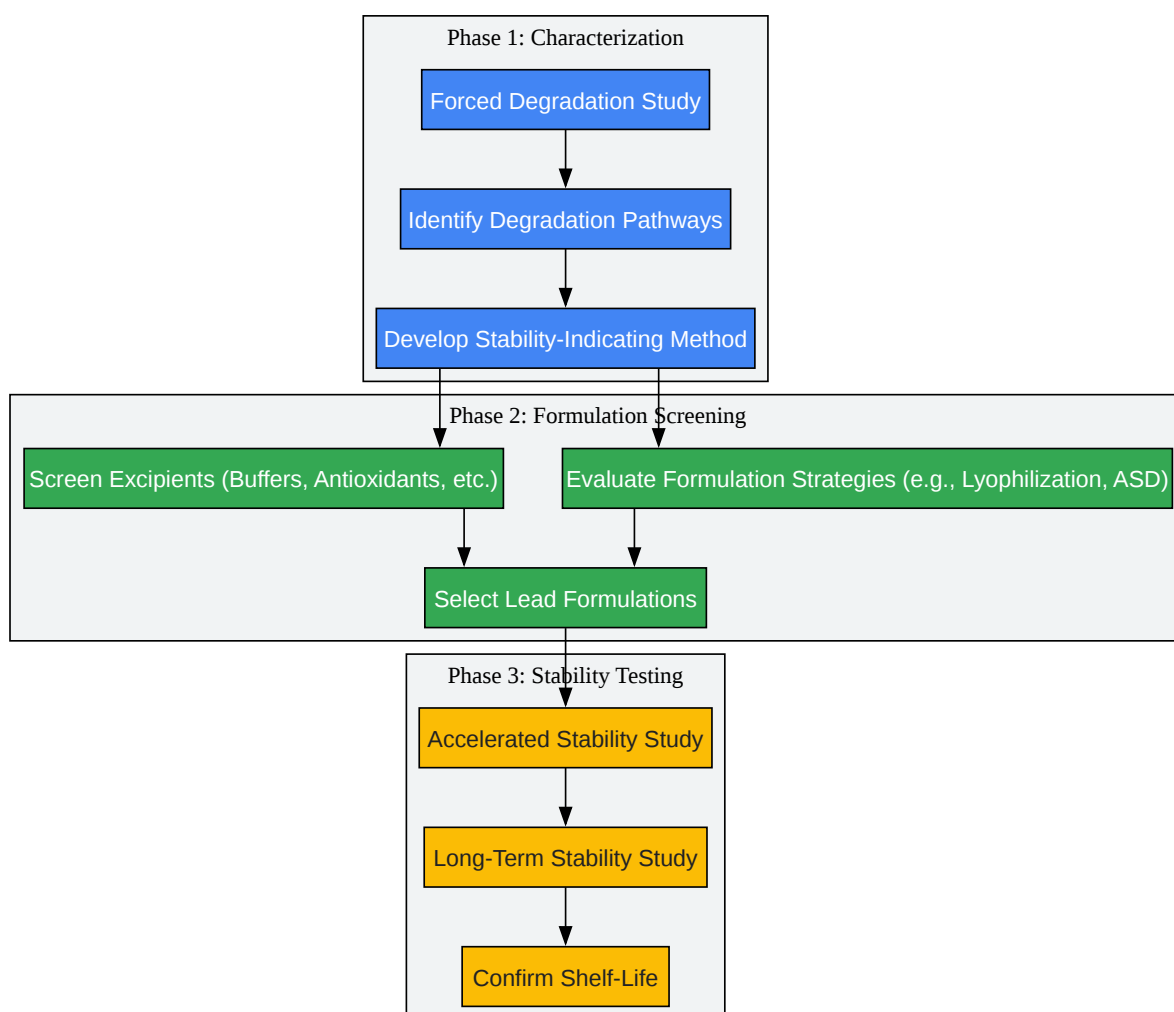 Phase 1: Characterization
Forced Degradation Study
Identify Degradation Pathways
Develop Stability-Indicating Method
Phase 2: Formulation Screening
Screen Excipients (Buffers, Antioxidants, etc.)
Evaluate Formulation Strategies (e.g., Lyophilization, ASD)
Select Lead Formulations
Phase 3: Stability Testing
Accelerated Stability Study
Long-Term Stability Study
Confirm Shelf-Life